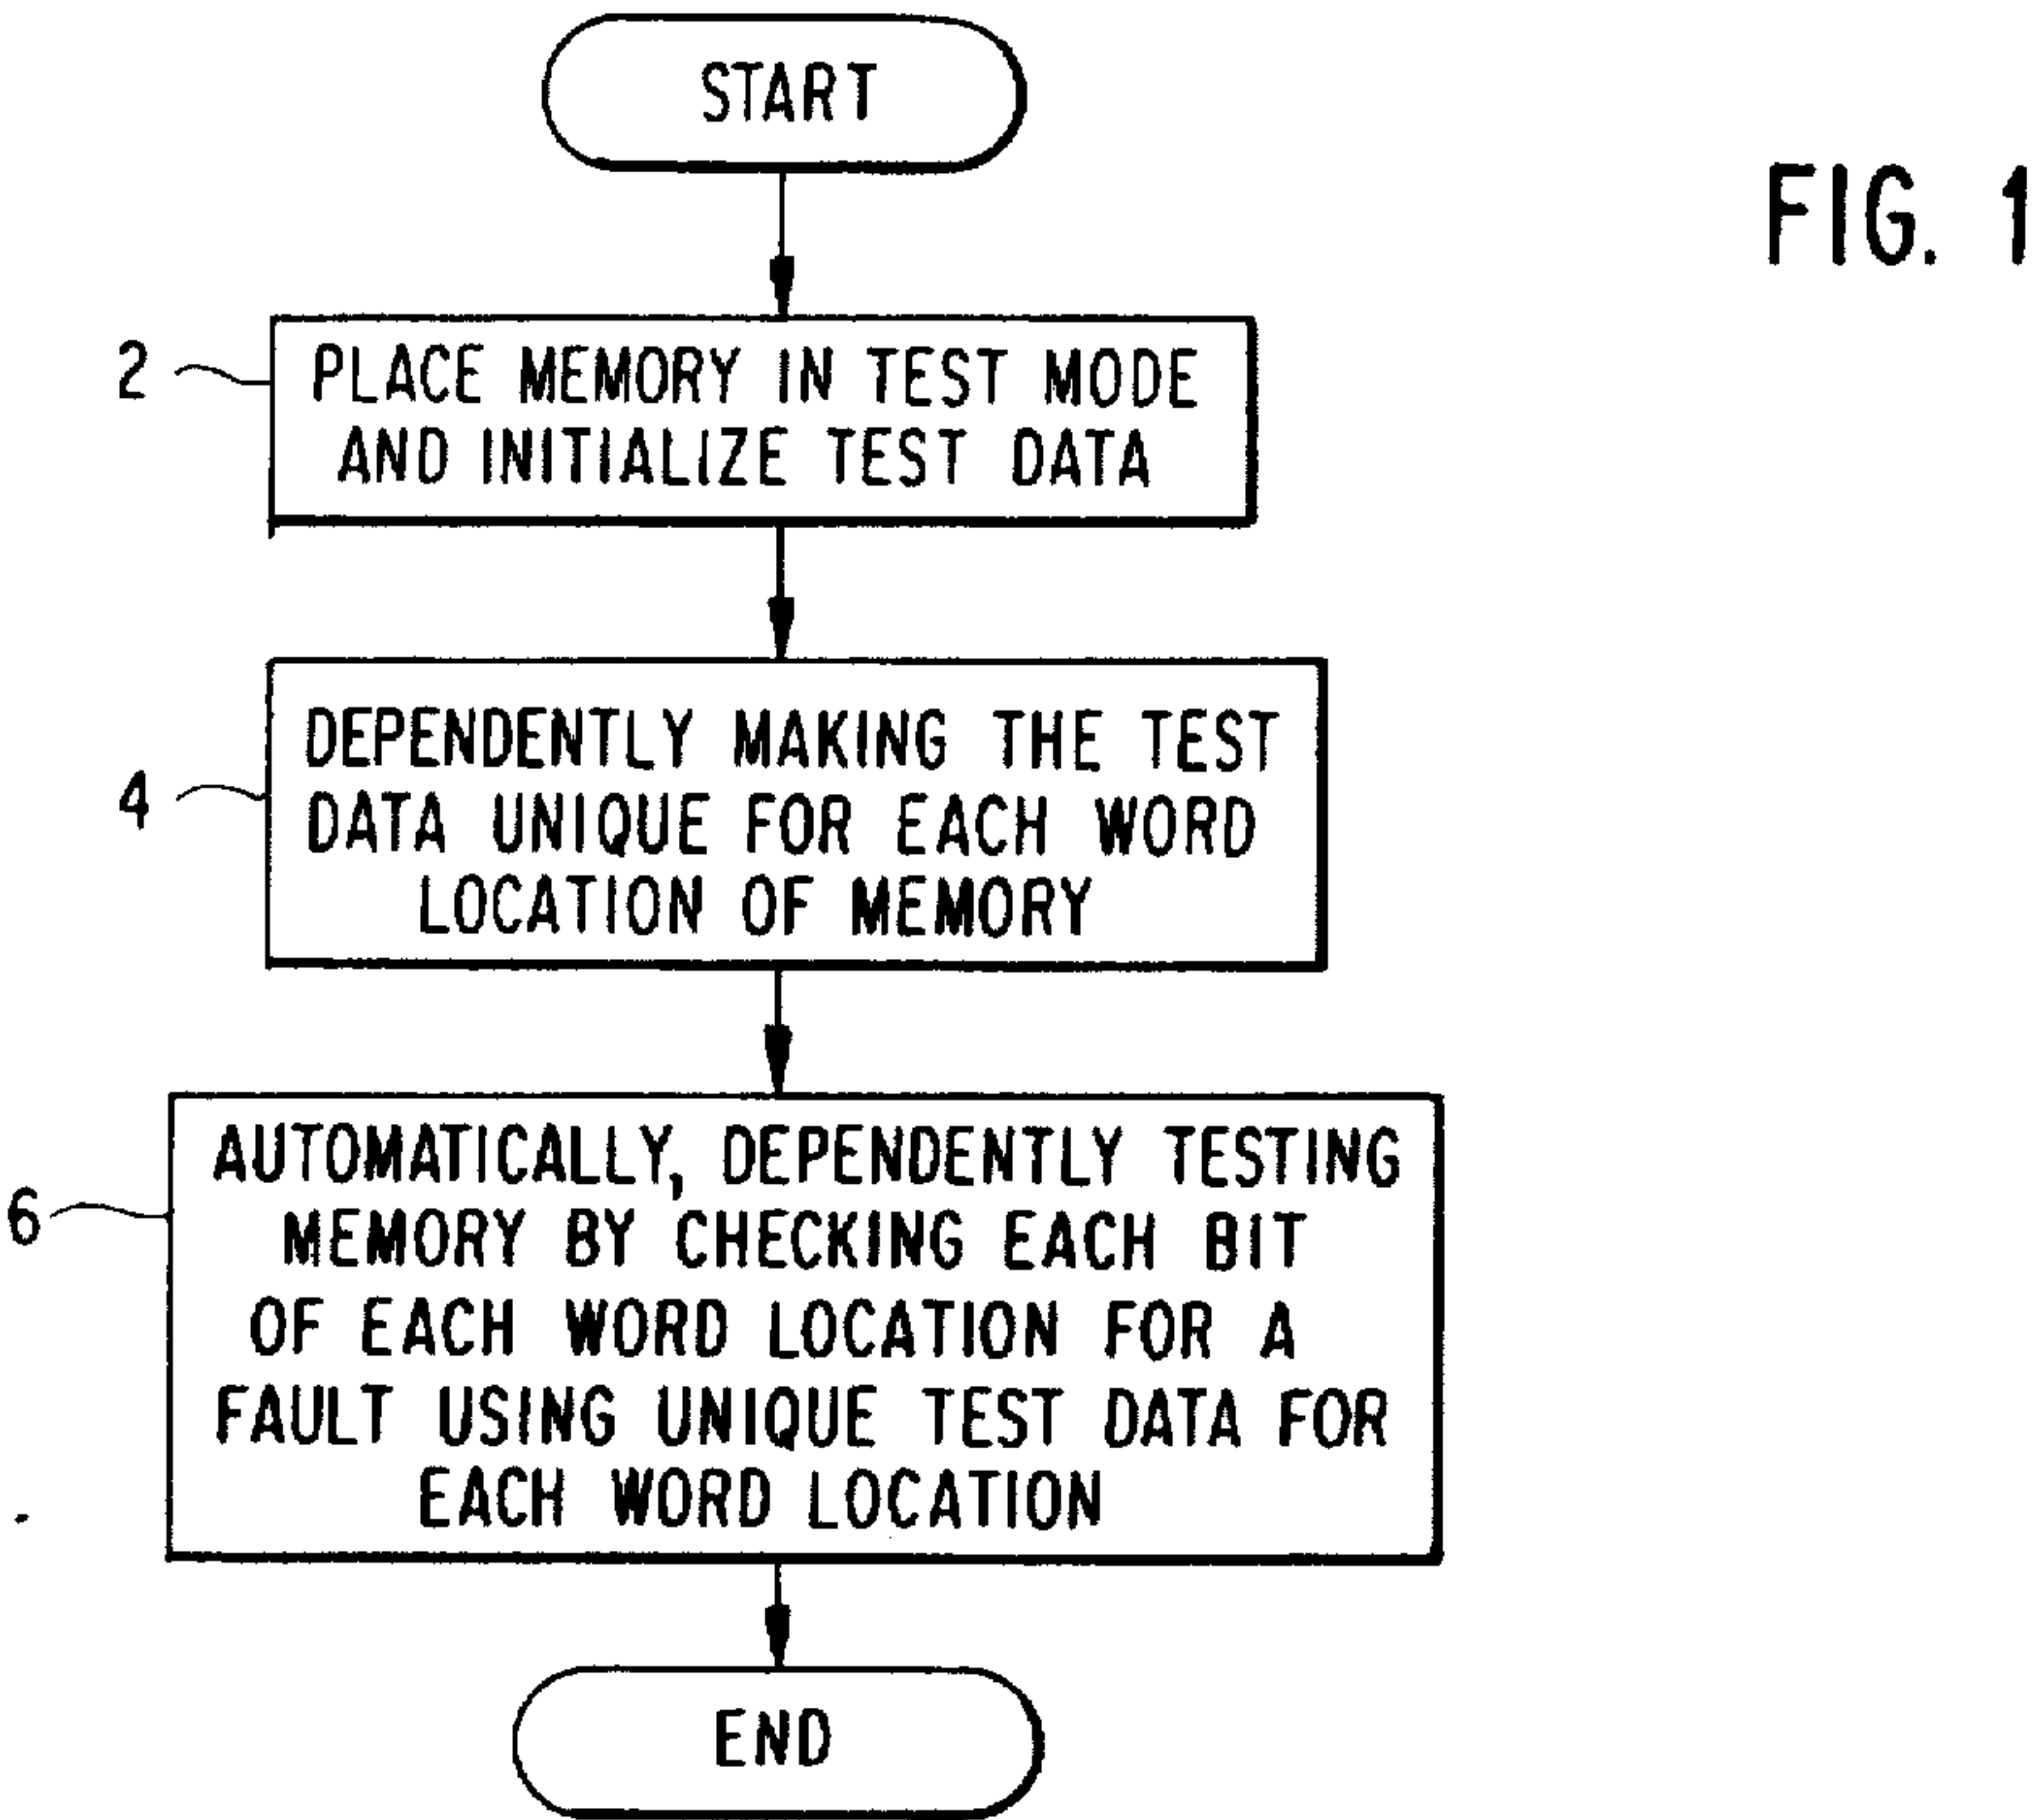 START
FIG. 1
2
PLACE MEMORY IN TEST MODE
AND INITIALIZE TEST DATA
4
DEPENDENTLY MAKING THE TEST
DATA UNIQUE FOR EACH WORD
LOCATION OF MEMORY
6
AUTOMATICALLY, DEPENDENTLY TESTING
MEMORY BY CHECKING EACH BIT
OF EACH WORD LOCATION FOR A
FAULT USING UNIQUE TEST DATA FOR
EACH WORD LOCATION
END